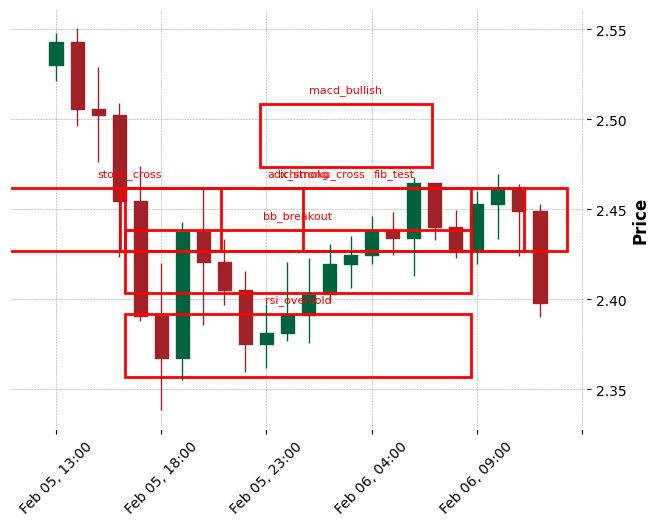 macd_bullish
stoch_cross
adx_strong
ichimoku_cross
fib_test
bb_breakout
rsi_oversold
2.55
2.50
2.45
2.40
2.35
Price
Feb 05, 13:00
Feb 05, 18:00
Feb 05, 23:00
Feb 06, 04:00
Feb 06, 09:00